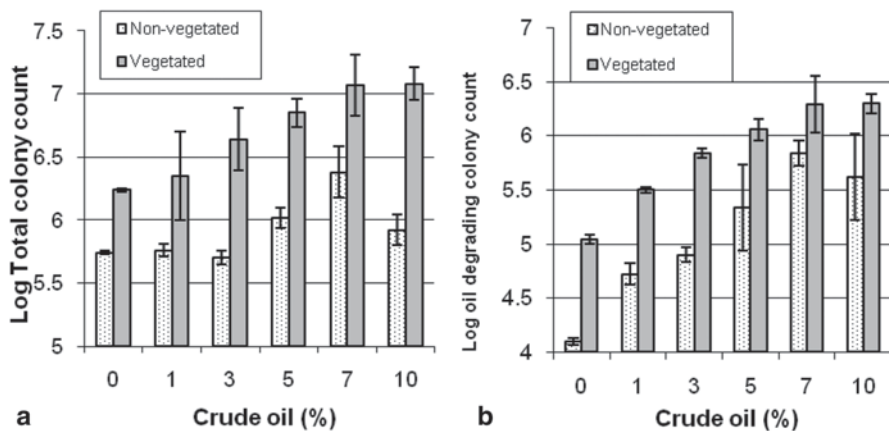 Log Total colony count
7.5
7
6.5
6
5.5
5
Non-vegetated
Vegetated
0 1 3 5 7 10
a Crude oil (%)
Log oil degrading colony count
7
6.5
6
5.5
5
4.5
4
Non-vegetated
Vegetated
0 1 3 5 7 10
b Crude oil (%)